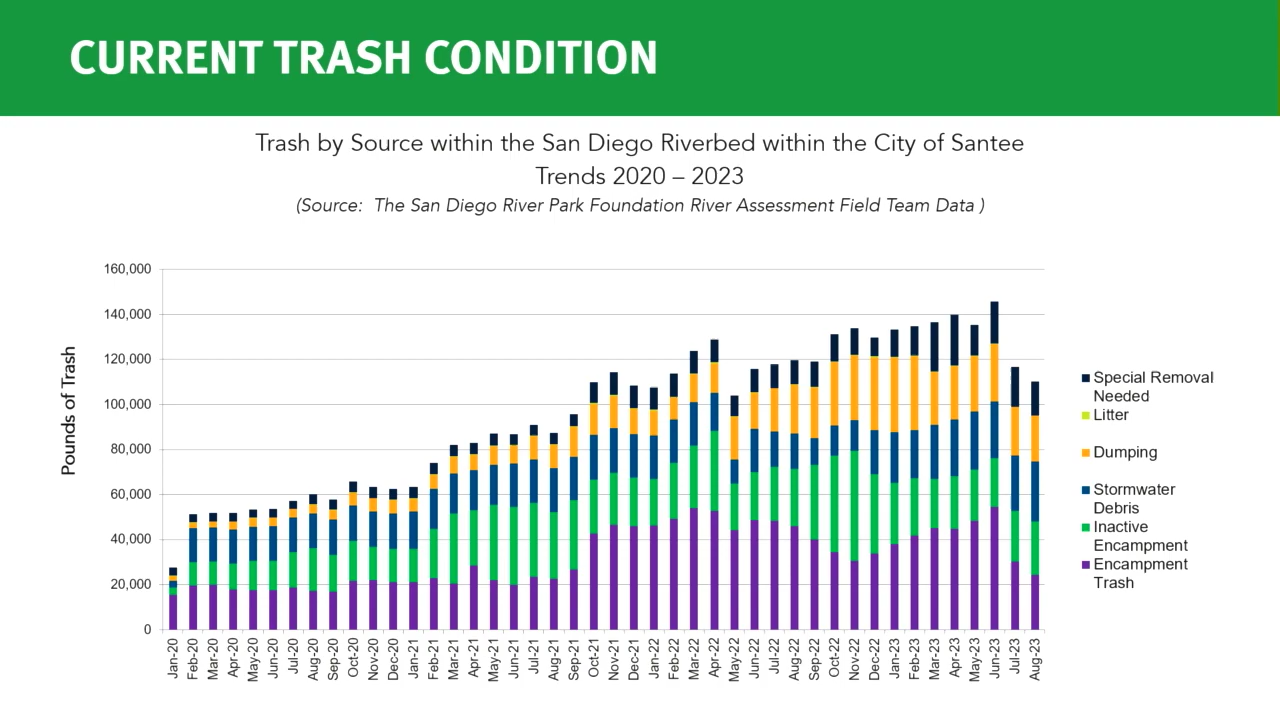 CURRENT TRASH CONDITION
Trash by Source within the San Diego Riverbed within the City of Santee
Trends 2020 – 2023
(Source:  The San Diego River Park Foundation River Assessment Field Team Data )
160,000
140,000
120,000
100,000
80,000
60,000
40,000
20,000
0
Pounds of Trash
Jan-20
Feb-20
Mar-20
Apr-20
May-20
Jun-20
Jul-20
Aug-20
Sep-20
Oct-20
Nov-20
Dec-20
Jan-21
Feb-21
Mar-21
Apr-21
May-21
Jun-21
Jul-21
Aug-21
Sep-21
Oct-21
Nov-21
Dec-21
Jan-22
Feb-22
Mar-22
Apr-22
May-22
Jun-22
Jul-22
Aug-22
Sep-22
Oct-22
Nov-22
Dec-22
Jan-23
Feb-23
Mar-23
Apr-23
May-23
Jun-23
Jul-23
Aug-23
Special Removal
Needed
Litter
Dumping
Stormwater
Debris
Inactive
Encampment
Encampment
Trash